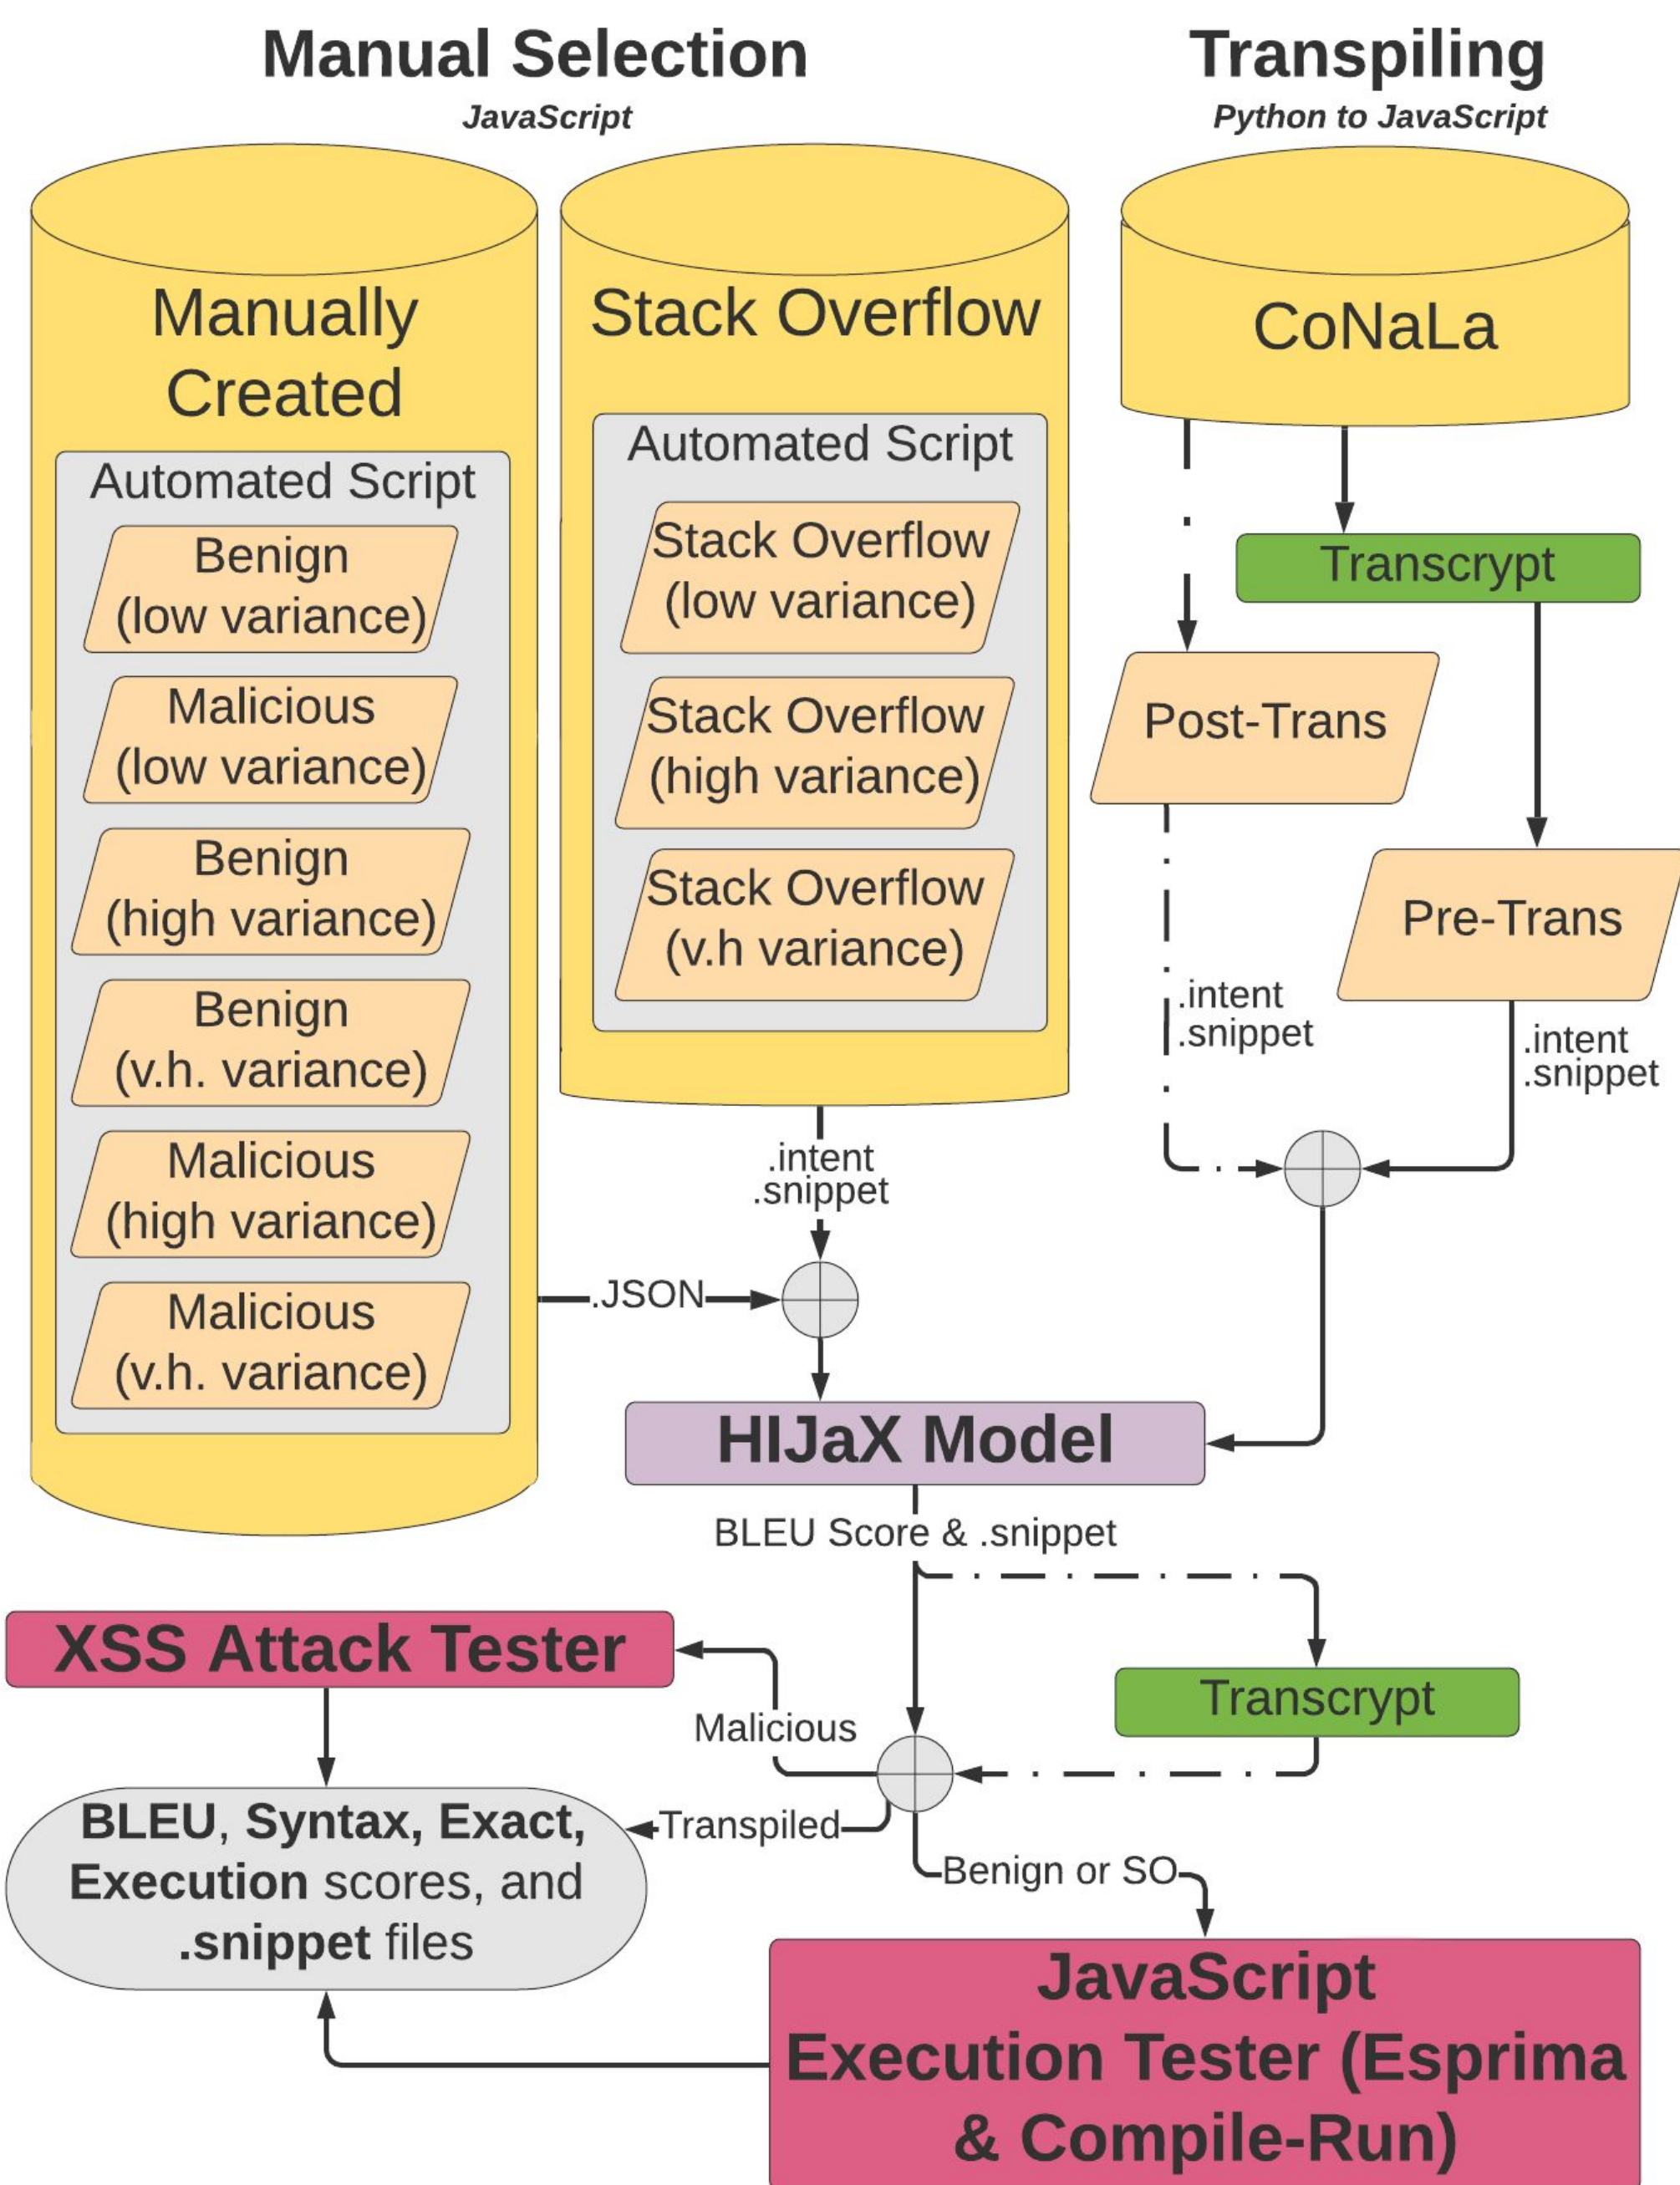 Manual Selection
JavaScript
Transpiling
Python to JavaScript
Manually
Created
Automated Script
Benign
(low variance)
Malicious
(low variance)
Benign
(high variance)
Benign
(v.h. variance)
Malicious
(high variance)
Malicious
(v.h. variance)
Stack Overflow
Automated Script
Stack Overflow
(low variance)
Stack Overflow
(high variance)
Stack Overflow
(v.h variance)
CoNaLa
Transcrypt
Post-Trans
Pre-Trans
.intent
.snippet
.intent
.snippet
.intent
.snippet
.JSON
HIJaX Model
BLEU Score & .snippet
Transcrypt
XSS Attack Tester
Malicious
Transpiled
Benign or SO
BLEU, Syntax, Exact,
Execution scores, and
.snippet files
JavaScript
Execution Tester (Esprima
& Compile-Run)